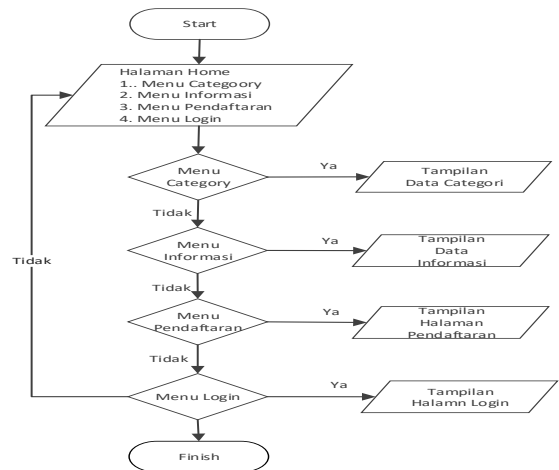 Start
Halaman Home
1.. Menu Categoory
2. Menu Informasi
3. Menu Pendaftaran
4. Menu Login
Menu
Category
Ya
Tampilan
Data Categori
Tidak
Menu
Informasi
Ya
Tampilan
Data
Informasi
Tidak
Tidak
Menu
Pendaftaran
Ya
Tampilan
Halaman
Pendaftaran
Tidak
Menu Login
Ya
Tampilan
Halamn Login
Finish